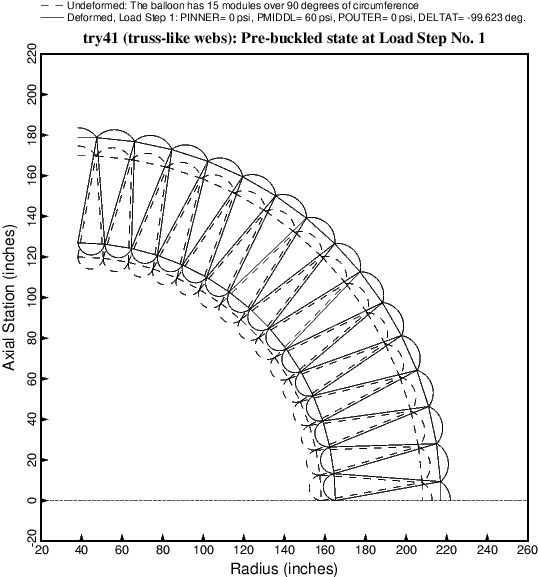 Undeformed: The balloon has 15 modules over 90 degrees of circumference
Deformed, Load Step 1: PINNER= 0 psi, PMIDDL= 60 psi, POUTER= 0 psi, DELTAT= -99.623 deg.
try41 (truss-like webs): Pre-buckled state at Load Step No. 1
220
200
180
160
140
120
100
80
60
40
20
0
-20
Axial Station (inches)
20 40 60 80 100 120 140 160 180 200 220 240 260
Radius (inches)